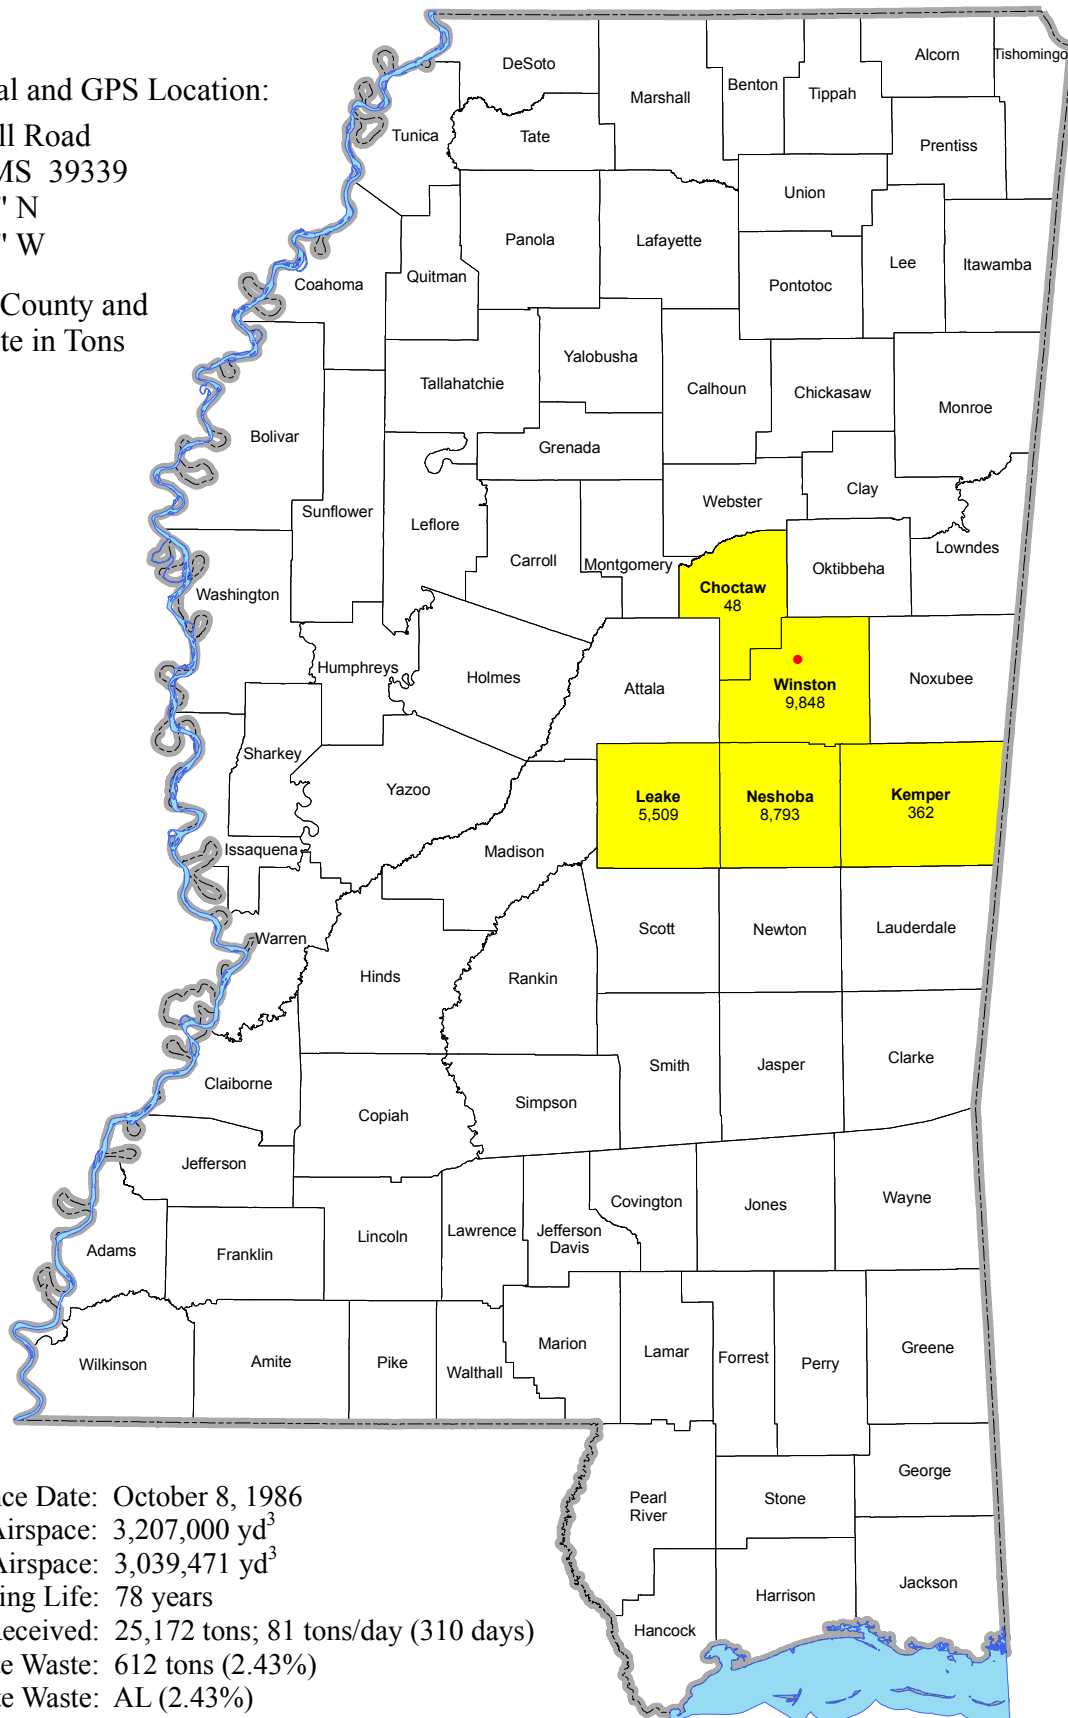 al and GPS Location:
ll Road
MS 39339
" N
" W
County and
te in Tons
DeSoto
Marshall
Benton
Tippah
Alcorn
Tishomingo
Tunica
Tate
Prentiss
Union
Panola
Lafayette
Pontotoc
Lee
Itawamba
Coahoma
Quitman
Yalobusha
Tallahatchie
Calhoun
Chickasaw
Monroe
Bolivar
Grenada
Sunflower
Leflore
Webster
Clay
Carroll
Montgomery
Choctaw
48
Oktibbeha
Lowndes
Washington
Humphreys
Holmes
Attala
Winston
9,848
Noxubee
Sharkey
Yazoo
Leake
5,509
Neshoba
8,793
Kemper
362
Issaquena
Madison
Warren
Hinds
Rankin
Scott
Newton
Lauderdale
Claiborne
Copiah
Simpson
Smith
Jasper
Clarke
Jefferson
Adams
Franklin
Lincoln
Lawrence
Jefferson
Davis
Covington
Jones
Wayne
Wilkinson
Amite
Pike
Walthall
Marion
Lamar
Forrest
Perry
Greene
Pearl
River
Stone
George
Hancock
Harrison
Jackson
ce Date: October 8, 1986
Airspace: 3,207,000 yd³
Airspace: 3,039,471 yd³
ing Life: 78 years
eceived: 25,172 tons; 81 tons/day (310 days)
te Waste: 612 tons (2.43%)
te Waste: AL (2.43%)